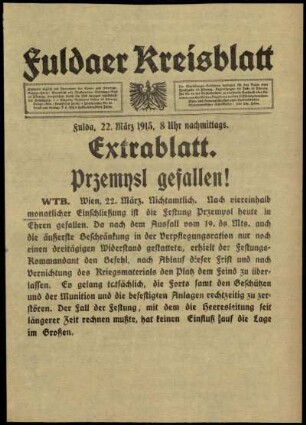 Fuldaer Kreisblatt
Fulda, 22. März 1915, 8 Uhr nachmittags.
Extrablatt.
Przemysl gefallen!
WTB. Wien, 22. März. Nichtamtlich. Nach viereinhalb
monatlicher Einschließung ist die Festung Przemysl heute in
Ehren gefallen. Da nach dem Ausfall vom 19. ds. Mts. auch
die äußerste Beschränkung in der Verpflegungsration nur noch
einen dreitägigen Widerstand gestattete, erhielt der Festungs-
Kommandant den Befehl, nach Ablauf dieser Frist und nach
Vernichtung des Kriegsmaterials den Platz dem Feind zu über-
lassen. Es gelang tatsächlich, die Forts samt den Geschützen
und der Munition und die befestigten Anlagen rechtzeitig zu zer-
stören. Der Fall der Festung, mit dem die Heeresleitung seit
längerer Zeit rechnen mußte, hat keinen Einfluß auf die Lage
im Großen.